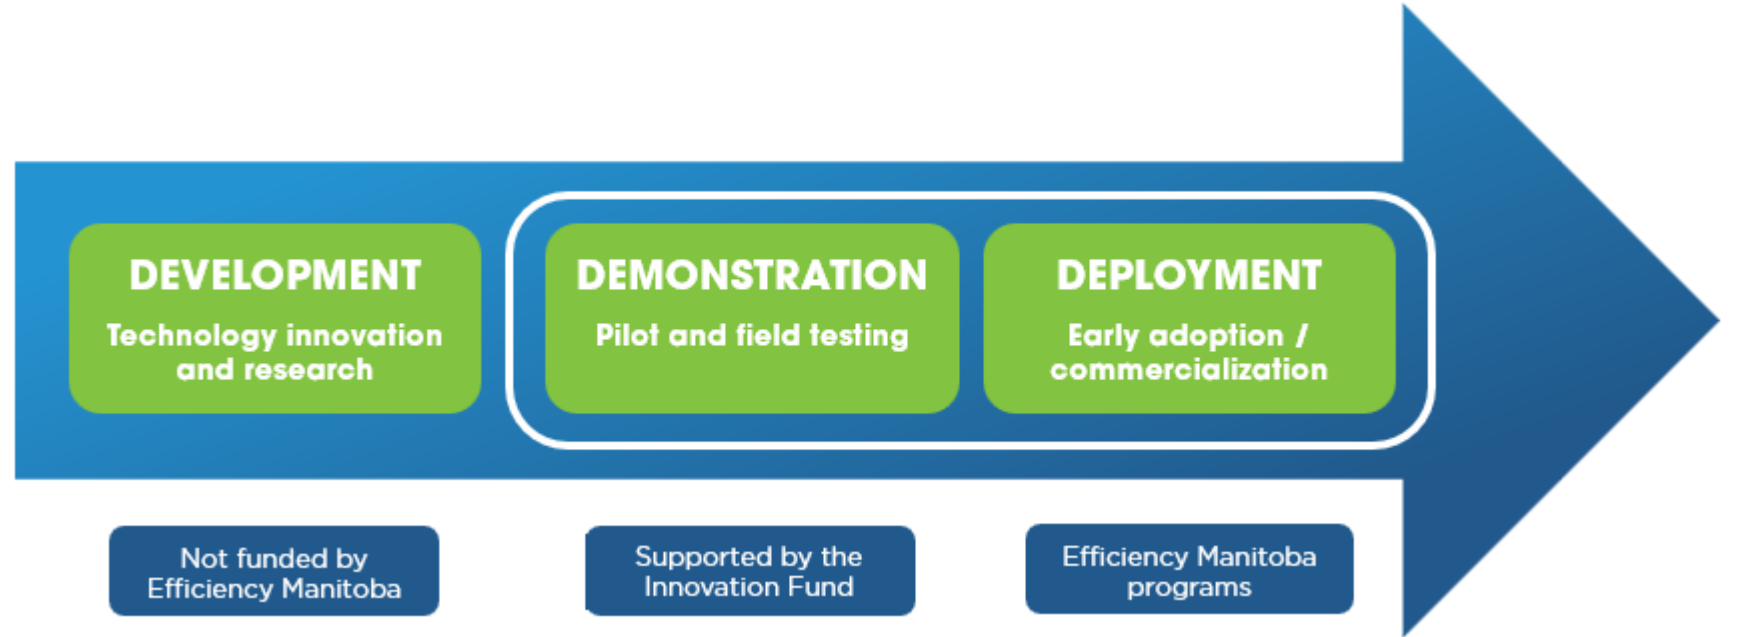 DEVELOPMENT
Technology innovation
and research
DEMONSTRATION
Pilot and field testing
DEPLOYMENT
Early adoption /
commercialization
Not funded by
Efficiency Manitoba
Supported by the
Innovation Fund
Efficiency Manitoba
programs